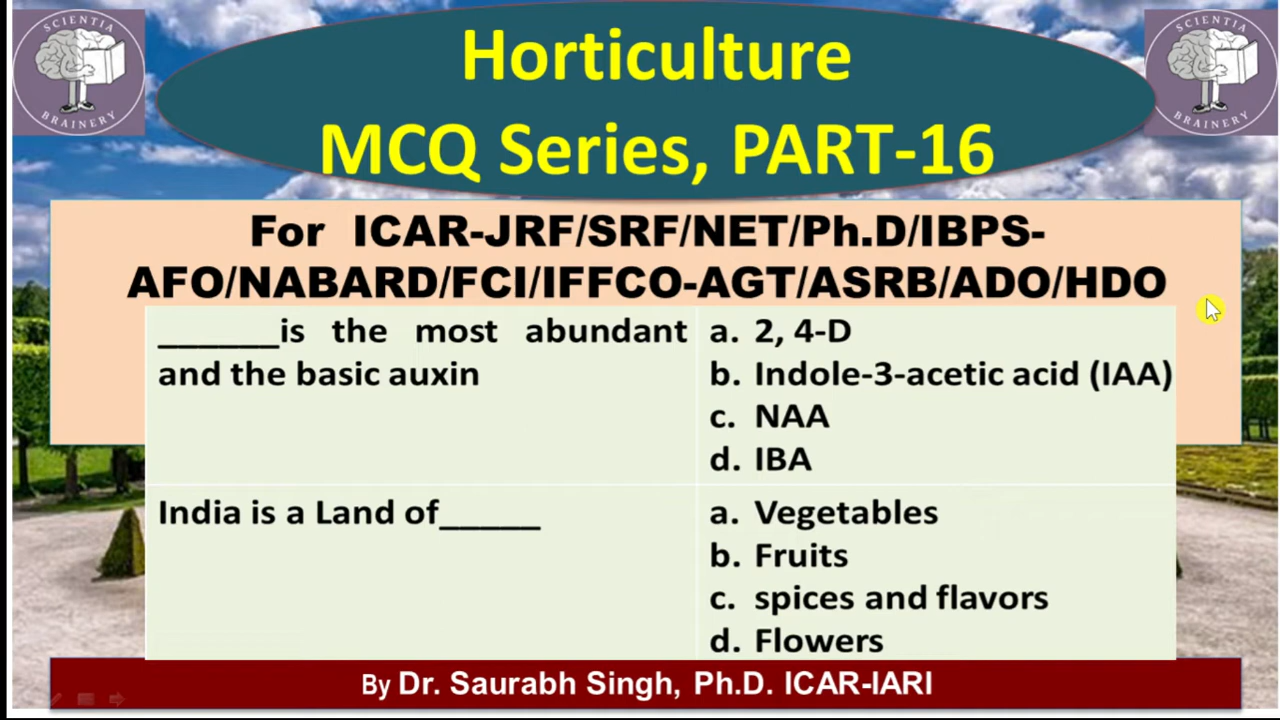 SCIENTIA
BRAINERY
SCIENTIA
BRAINERY
Horticulture
MCQ Series, PART-16
For ICAR-JRF/SRF/NET/Ph.D/IBPS-
AFO/NABARD/FCI/IFFCO-AGT/ASRB/ADO/HDO
______is the most abundant
and the basic auxin
a. 2, 4-D
b. Indole-3-acetic acid (IAA)
c. NAA
d. IBA
India is a Land of_____
a. Vegetables
b. Fruits
c. spices and flavors
d. Flowers
By Dr. Saurabh Singh, Ph.D. ICAR-IARI